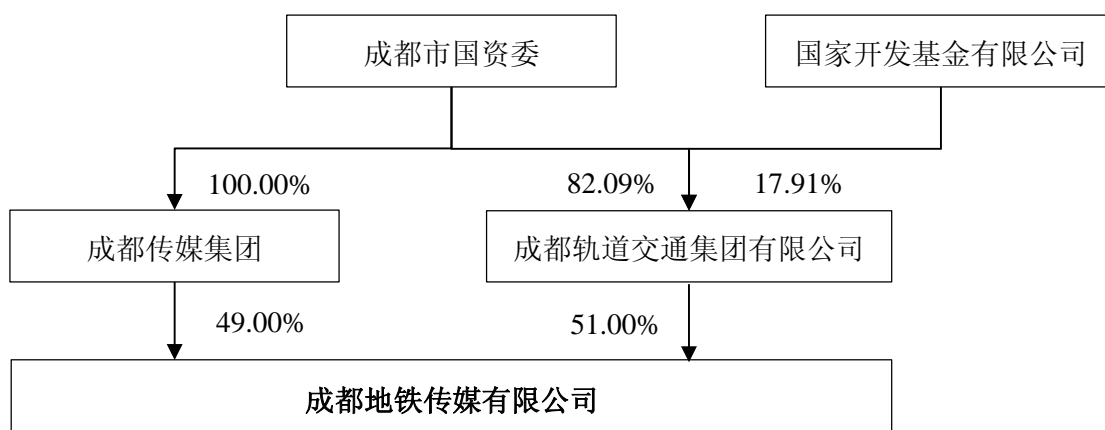 成都市国资委
国家开发基金有限公司
100.00%
82.09%
17.91%
成都传媒集团
成都轨道交通集团有限公司
49.00%
51.00%
成都地铁传媒有限公司